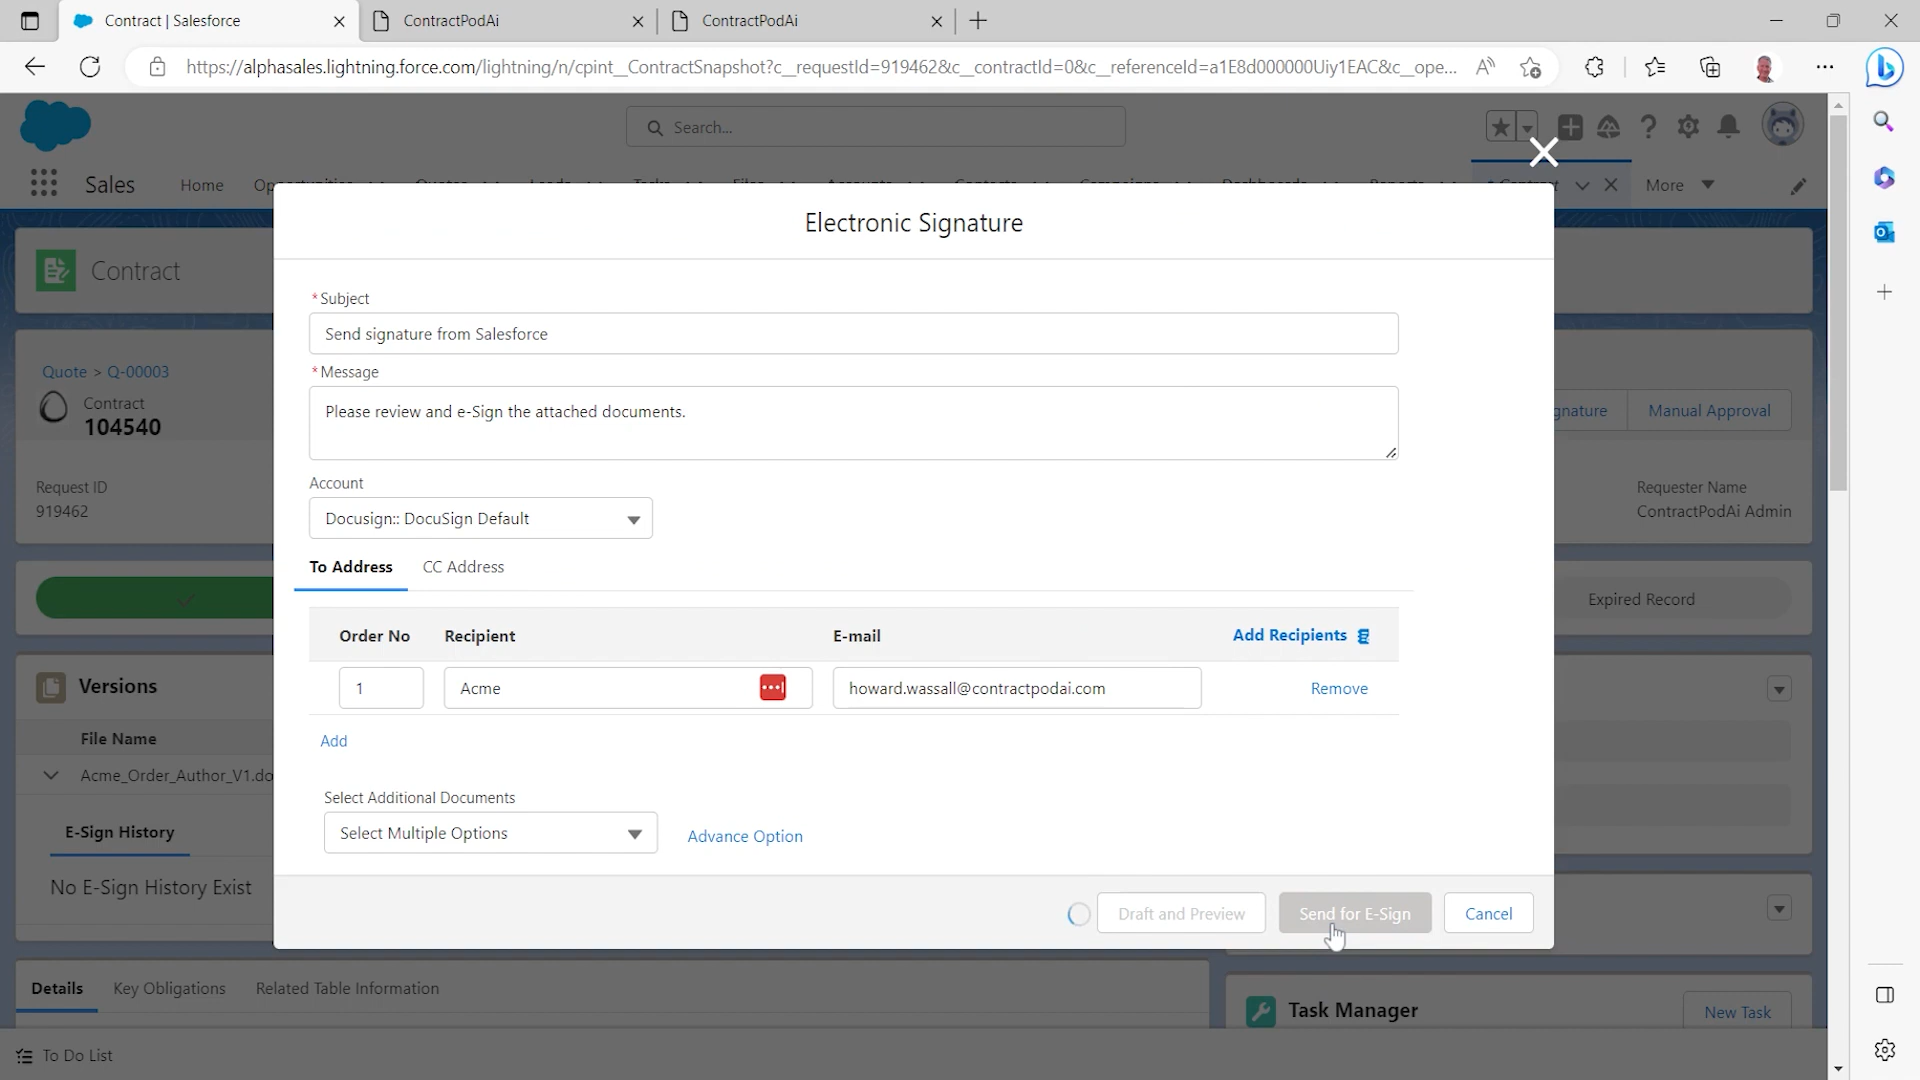 Contract | Salesforce
ContractPodAi
ContractPodAi
https://alphasales.lightning.force.com/lightning/n/cpint__ContractSnapshot?c__requestId=919462&c__contractId=0&c__referenceId=a1E8d000000Uiy1EAC&c__ope...
Search...
Sales
Home
More
Electronic Signature
Contract
* Subject
Send signature from Salesforce
* Message
Please review and e-Sign the attached documents.
Quote > Q-00003
Contract
104540
gnature
Manual Approval
Account
Docusign:: DocuSign Default
Request ID
919462
Requester Name
ContractPodAi Admin
To Address
CC Address
Expired Record
Order No
Recipient
E-mail
Add Recipients
1
Acme
howard.wassall@contractpodai.com
Remove
Versions
File Name
Add
Acme_Order_Author_V1.do
Select Additional Documents
Select Multiple Options
Advance Option
E-Sign History
No E-Sign History Exist
Draft and Preview
Send for E-Sign
Cancel
Details
Key Obligations
Related Table Information
Task Manager
New Task
To Do List